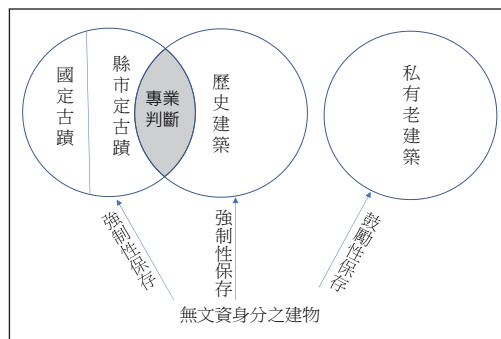 國定古蹟
縣市定古蹟
專業
判斷
歷史建築
私有老建築
強制性保存
強制性保存
鼓勵性保存
無文資身分之建物